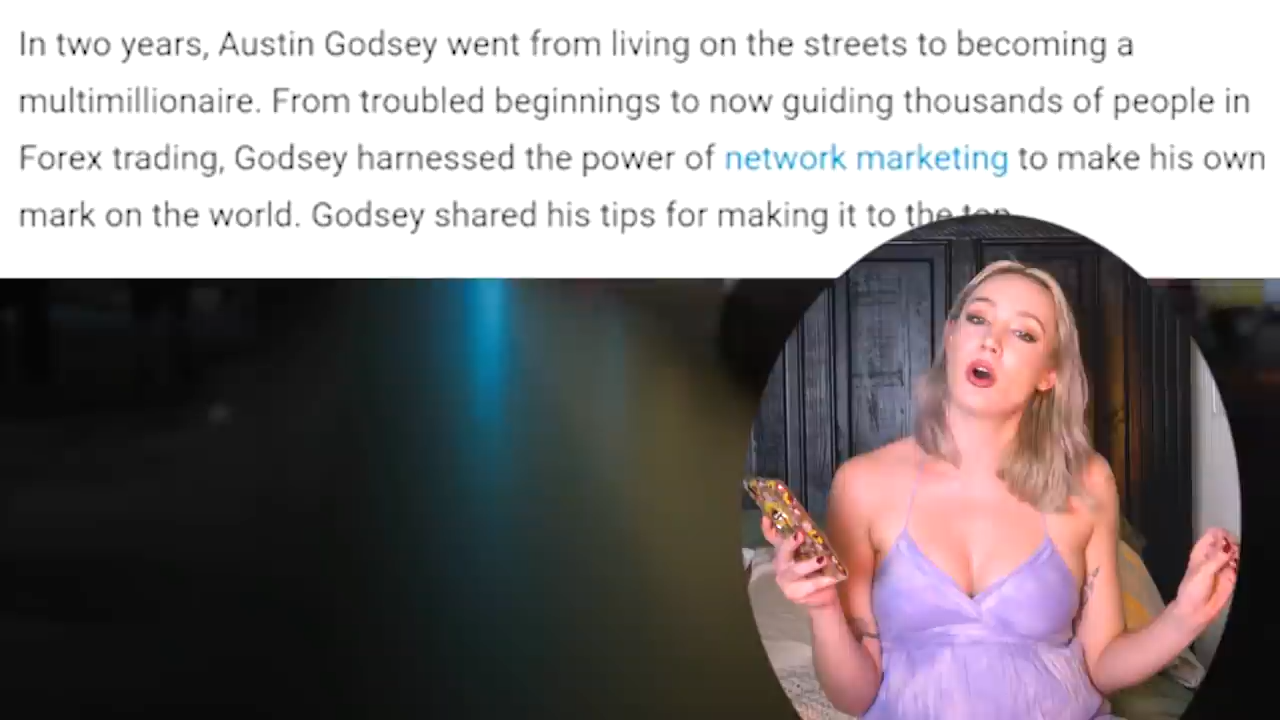 In two years, Austin Godsey went from living on the streets to becoming a
multimillionaire. From troubled beginnings to now guiding thousands of people in
Forex trading, Godsey harnessed the power of network marketing to make his own
mark on the world. Godsey shared his tips for making it to the top